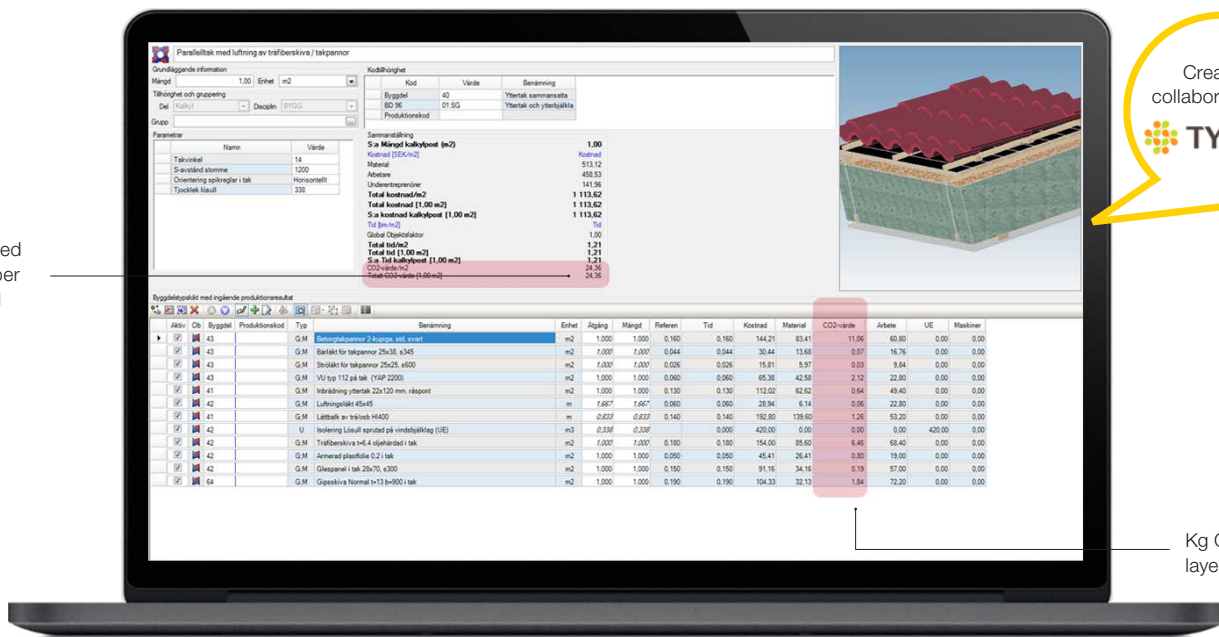 Parallelltak med luftning av träfiberskiva / takpannor
Grundläggande information
Mängd 1,00 Enhet m2
Tillhörighet och gruppering
Del Kalkyl Disciplin BYGG
Grupp
Kodtillhörighet
Kod Värde Benämning
Byggdel 40 Yttertak sammansatta
BD 96 01.SG Yttertak och ytterbjälkla
Produktionskod
Parametrar
Namn Värde
Takvinkel 14
S-avstånd stomme 1200
Orientering spikreglar i tak Horisontellt
Tjocklek lösull 338
Sammanställning
S:a Mängd kalkylpost (m2) 1,00
Kostnad [SEK/m2] Kostnad
Material 513,12
Arbetare 458,53
Underentreprenörer 141,96
Total kostnad/m2 1 113,62
Total kostnad [1,00 m2] 1 113,62
S:a kostnad kalkylpost [1,00 m2] 1 113,62
Tid [tim/m2] Tid
Global Objektsfaktor 1,00
Total tid/m2 1,21
Total tid [1,00 m2] 1,21
S:a Tid kalkylpost [1,00 m2] 1,21
CO2-värde/m2 24,36
Totalt CO2-värde [1,00 m2] 24,36
Crea
collabor
TY
ed
per
Byggdelstypskikt med ingående produktionsresultat
Aktiv Ob Byggdel Produktionskod Typ Benämning Enhet Åtgång Mängd Referen Tid Kostnad Material CO2-värde Arbete UE Maskiner
43 G;M Betongtakpannor 2-kupiga, std, svart m2 1,000 1,000 0,160 0,160 144,21 83,41 11,06 60,80 0,00 0,00
43 G;M Bärläkt för takpannor 25x38, s345 m2 1,000 1,000 0,044 0,044 30,44 13,68 0,07 16,76 0,00 0,00
43 G;M Ströläkt för takpannor 25x25, s600 m2 1,000 1,000 0,026 0,026 15,81 5,97 0,03 9,84 0,00 0,00
43 G;M VU typ 112 på tak (YAP 2200) m2 1,000 1,000 0,060 0,060 65,38 42,58 2,12 22,80 0,00 0,00
41 G;M Inbrädning yttertak 22x120 mm, råspont m2 1,000 1,000 0,130 0,130 112,02 62,62 0,64 49,40 0,00 0,00
42 G;M Luftningsläkt 45x45 m 1,667 1,667 0,060 0,060 28,94 6,14 0,06 22,80 0,00 0,00
41 G;M Lättbalk av trä/osb HI400 m 0,833 0,833 0,140 0,140 192,80 139,60 1,26 53,20 0,00 0,00
42 U Isolering Lösull sprutad på vindsbjälklag (UE) m3 0,338 0,338 0,000 420,00 0,00 0,00 0,00 420,00 0,00
42 G;M Träfiberskiva t=6.4 oljehärdad i tak m2 1,000 1,000 0,180 0,180 154,00 85,60 6,46 68,40 0,00 0,00
42 G;M Armerad plastfolie 0,2 i tak m2 1,000 1,000 0,050 0,050 45,41 26,41 0,80 19,00 0,00 0,00
42 G;M Glespanel i tak 28x70, s300 m2 1,000 1,000 0,150 0,150 91,16 34,16 0,19 57,00 0,00 0,00
64 G;M Gipsskiva Normal t=13 b=900 i tak m2 1,000 1,000 0,190 0,190 104,33 32,13 1,84 72,20 0,00 0,00
Kg
laye